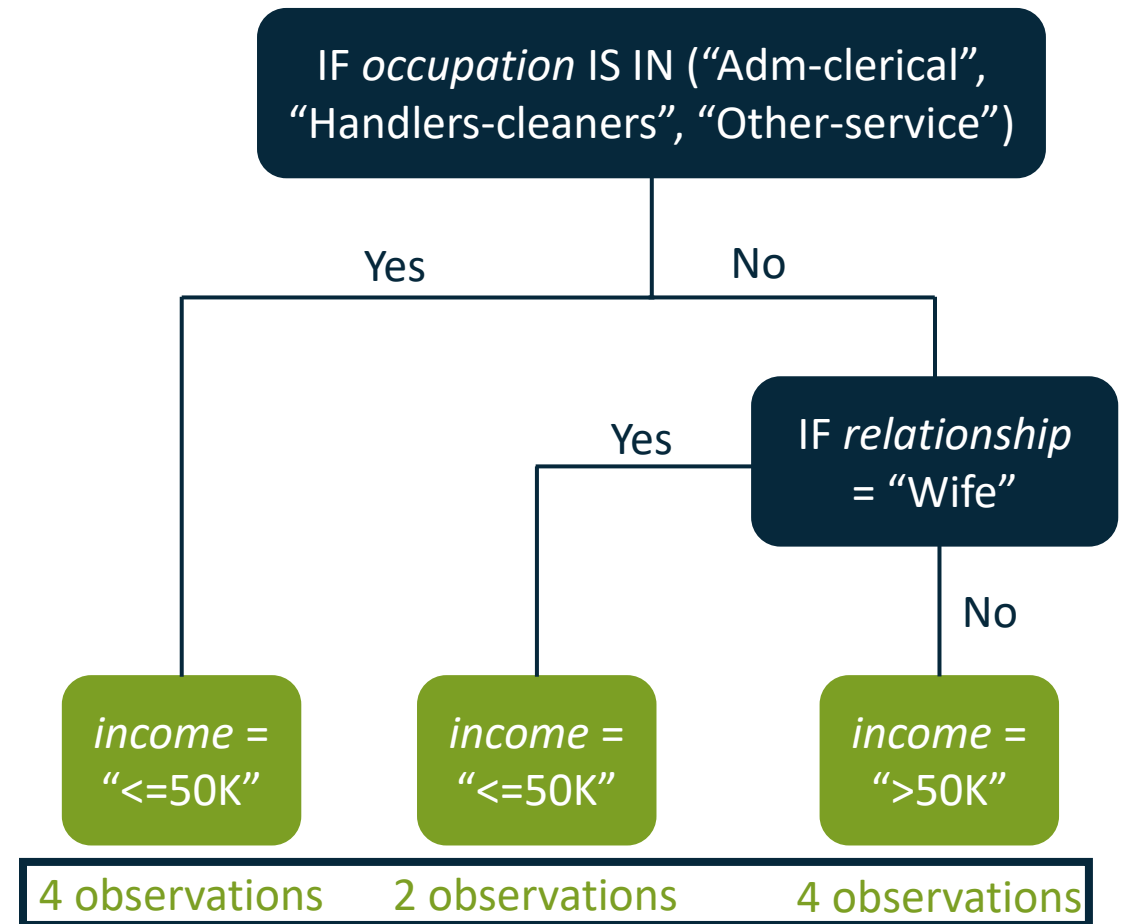 IF occupation IS IN (“Adm-clerical”,
“Handlers-cleaners”, “Other-service”)
Yes
No
IF relationship
= “Wife”
Yes
No
income =
“<=50K”
income =
“<=50K”
income =
“>50K”
4 observations
2 observations
4 observations